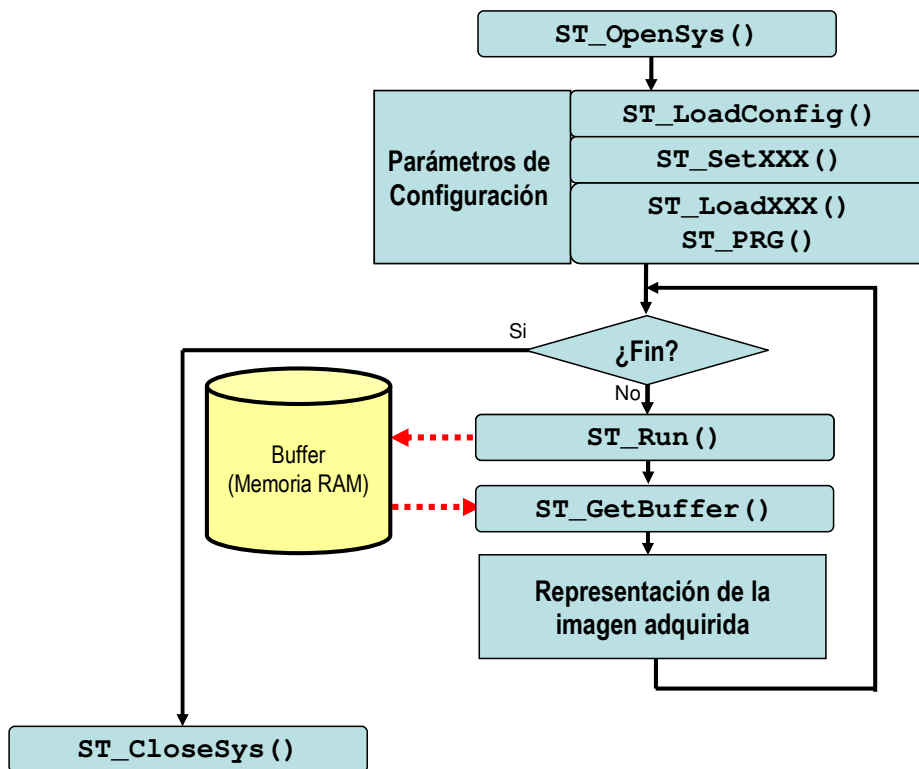 ST_OpenSys()
Parámetros de
Configuración
ST_LoadConfig()
ST_SetXXX()
ST_LoadXXX()
ST_PRG()
Si
¿Fin?
No
Buffer
(Memoria RAM)
ST_Run()
ST_GetBuffer()
Representación de la
imagen adquirida
ST_CloseSys()